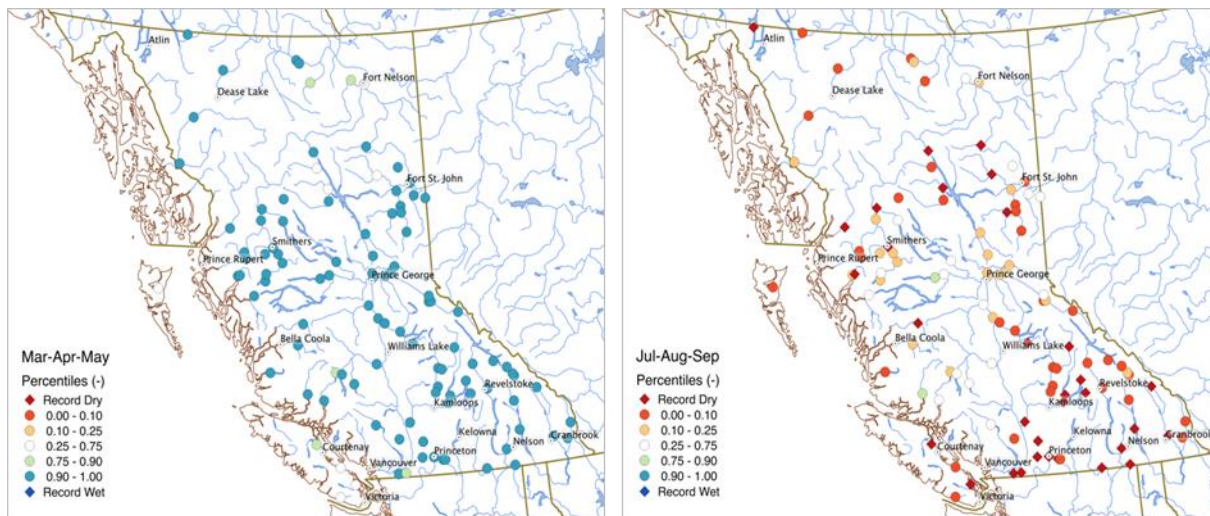 Atlin
Fort Nelson
Dease Lake
Fort St. John
Smithers
Prince Rupert
Prince George
Bella Coola
Williams Lake
Revelstoke
Kamloops
Kelowna
Nelson
Cranbrook
Courtenay
Princeton
Vancouver
Victoria
Mar-Apr-May
Percentiles (-)
Record Dry
0.00 - 0.10
0.10 - 0.25
0.25 - 0.75
0.75 - 0.90
0.90 - 1.00
Record Wet
Atlin
Fort Nelson
Dease Lake
Fort St. John
Smithers
Prince Rupert
Prince George
Bella Coola
Williams Lake
Revelstoke
Kamloops
Kelowna
Nelson
Cranbrook
Courtenay
Princeton
Vancouver
Victoria
Jul-Aug-Sep
Percentiles (-)
Record Dry
0.00 - 0.10
0.10 - 0.25
0.25 - 0.75
0.75 - 0.90
0.90 - 1.00
Record Wet